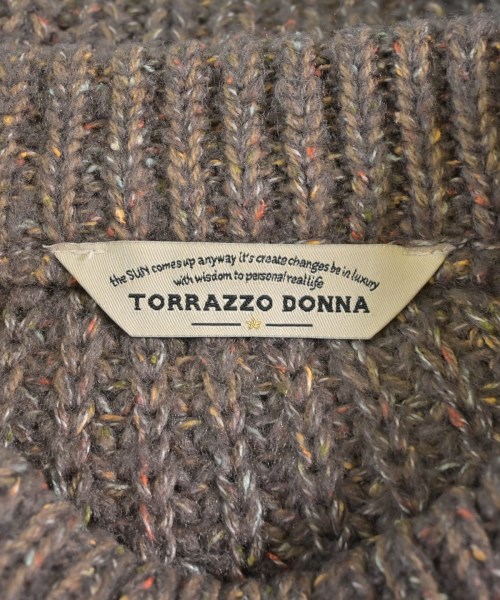 the SUN comes up anyway it's create changes be in luxury
with wisdom to personal real life
TORRAZZO DONNA